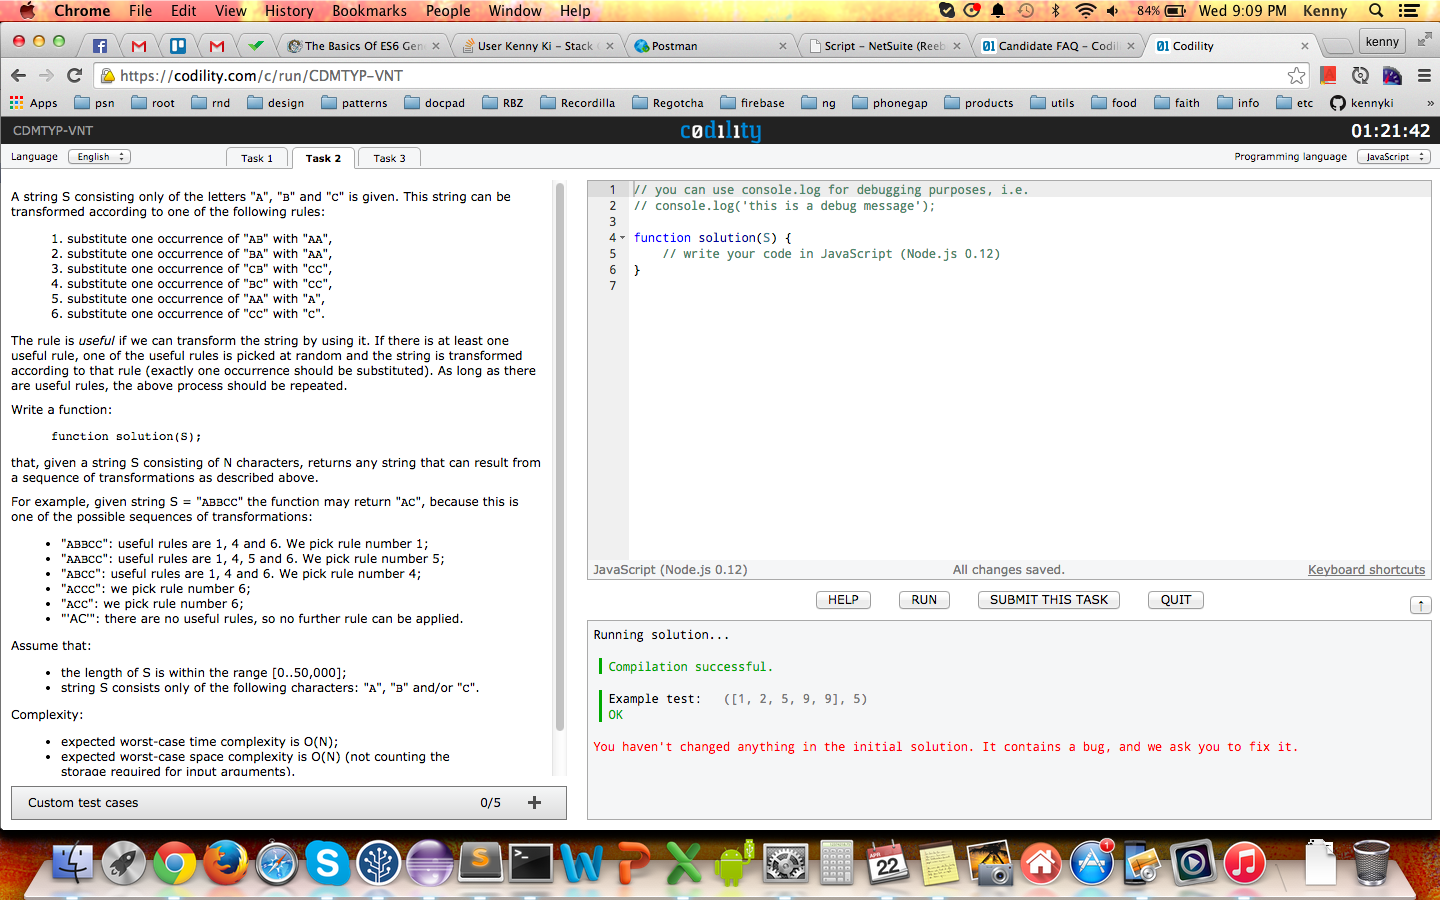 Chrome File Edit View History Bookmarks People Window Help 84% Wed 9:09 PM Kenny
The Basics Of ES6 Gen User Kenny Ki – Stack Postman Script – NetSuite (Reeb Candidate FAQ – Codil Codility kenny
https://codility.com/c/run/CDMTYP-VNT
Apps psn root rnd design patterns docpad RBZ Recordilla Regotcha firebase ng phonegap products utils food faith info etc kennyki »
CDMTYP-VNT codility 01:21:42
Language English Task 1 Task 2 Task 3 Programming language JavaScript
A string S consisting only of the letters "A", "B" and "C" is given. This string can be
transformed according to one of the following rules:
1. substitute one occurrence of "AB" with "AA",
2. substitute one occurrence of "BA" with "AA",
3. substitute one occurrence of "CB" with "CC",
4. substitute one occurrence of "BC" with "CC",
5. substitute one occurrence of "AA" with "A",
6. substitute one occurrence of "CC" with "C".
The rule is useful if we can transform the string by using it. If there is at least one
useful rule, one of the useful rules is picked at random and the string is transformed
according to that rule (exactly one occurrence should be substituted). As long as there
are useful rules, the above process should be repeated.
Write a function:
function solution(S);
that, given a string S consisting of N characters, returns any string that can result from
a sequence of transformations as described above.
For example, given string S = "ABBCC" the function may return "AC", because this is
one of the possible sequences of transformations:
• "ABBCC": useful rules are 1, 4 and 6. We pick rule number 1;
• "AABCC": useful rules are 1, 4, 5 and 6. We pick rule number 5;
• "ABCC": useful rules are 1, 4 and 6. We pick rule number 4;
• "ACCC": we pick rule number 6;
• "ACC": we pick rule number 6;
• "'AC'": there are no useful rules, so no further rule can be applied.
Assume that:
• the length of S is within the range [0..50,000];
• string S consists only of the following characters: "A", "B" and/or "C".
Complexity:
• expected worst-case time complexity is O(N);
• expected worst-case space complexity is O(N) (not counting the
storage required for input arguments).
Custom test cases 0/5 +
1 // you can use console.log for debugging purposes, i.e.
2 // console.log('this is a debug message');
3
4 function solution(S) {
5 // write your code in JavaScript (Node.js 0.12)
6 }
7
JavaScript (Node.js 0.12) All changes saved. Keyboard shortcuts
HELP RUN SUBMIT THIS TASK QUIT ↑
Running solution...
Compilation successful.
Example test: ([1, 2, 5, 9, 9], 5)
OK
You haven't changed anything in the initial solution. It contains a bug, and we ask you to fix it.
APR
22
1